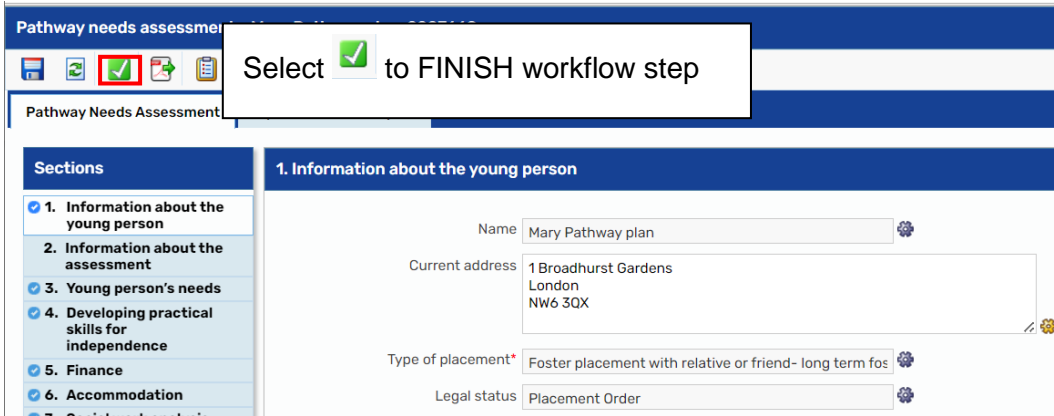 Pathway needs assessmen
Select to FINISH workflow step
Pathway Needs Assessment
Sections
1. Information about the young person
1. Information about the
young person
2. Information about the
assessment
3. Young person's needs
4. Developing practical
skills for
independence
5. Finance
6. Accommodation
Name Mary Pathway plan
Current address 1 Broadhurst Gardens
London
NW6 3QX
Type of placement* Foster placement with relative or friend- long term fos
Legal status Placement Order